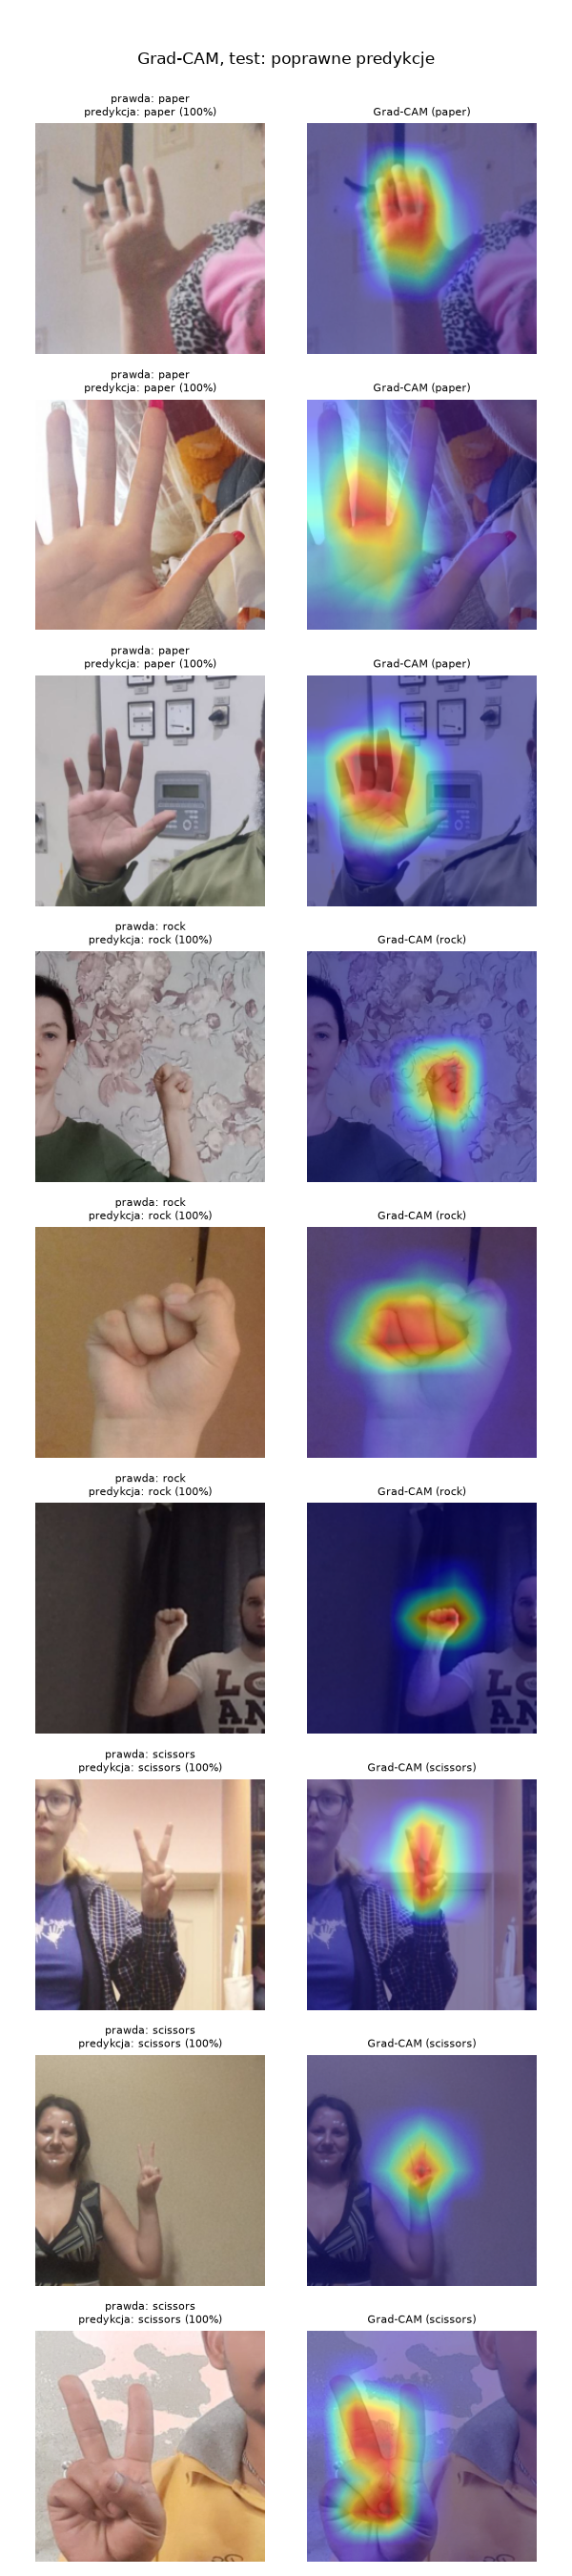 Grad-CAM, test: poprawne predykcje
prawda: paper
predykcja: paper (100%)
Grad-CAM (paper)
prawda: paper
predykcja: paper (100%)
Grad-CAM (paper)
prawda: paper
predykcja: paper (100%)
Grad-CAM (paper)
prawda: rock
predykcja: rock (100%)
Grad-CAM (rock)
prawda: rock
predykcja: rock (100%)
Grad-CAM (rock)
prawda: rock
predykcja: rock (100%)
Grad-CAM (rock)
LO
AN
LO
AN
prawda: scissors
predykcja: scissors (100%)
Grad-CAM (scissors)
prawda: scissors
predykcja: scissors (100%)
Grad-CAM (scissors)
prawda: scissors
predykcja: scissors (100%)
Grad-CAM (scissors)